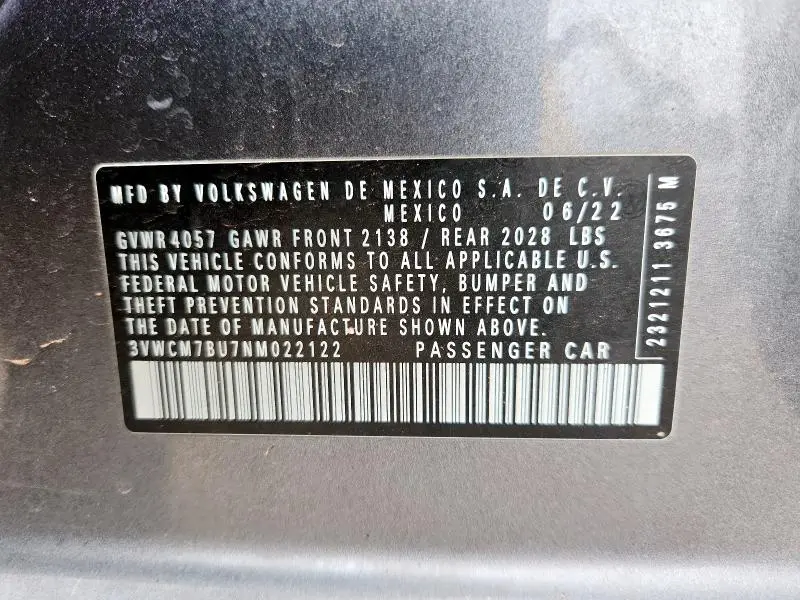 MFD BY VOLKSWAGEN DE MEXICO S.A. DE C.V.
MEXICO 06/22
GVWR 4057 GAWR FRONT 2138 / REAR 2028 LBS
THIS VEHICLE CONFORMS TO ALL APPLICABLE U.S.
FEDERAL MOTOR VEHICLE SAFETY, BUMPER AND
THEFT PREVENTION STANDARDS IN EFFECT ON
THE DATE OF MANUFACTURE SHOWN ABOVE.
3VWCM7BU7NM022122 PASSENGER CAR
2321211 3675 M